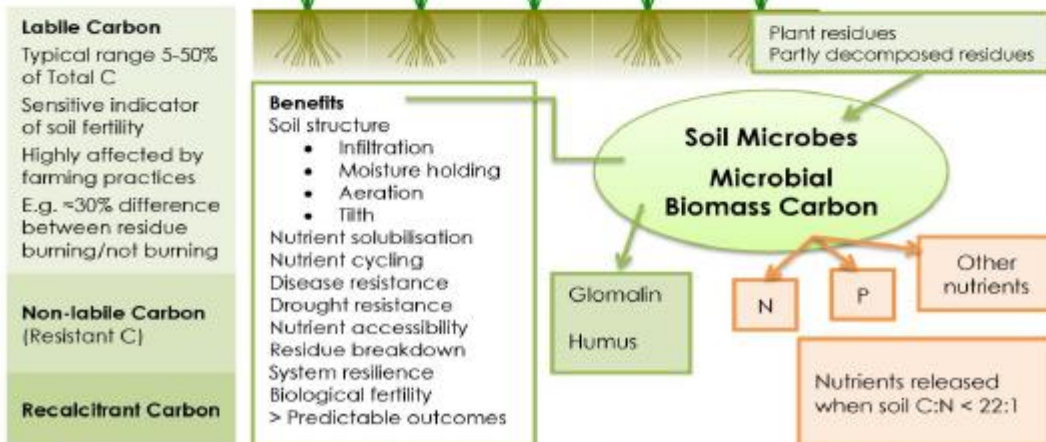 Labile Carbon
Typical range 5-50%
of Total C
Sensitive indicator
of soil fertility
Highly affected by
farming practices
E.g. ≈30% difference
between residue
burning/not burning
Non-labile Carbon
(Resistant C)
Recalcitrant Carbon
Benefits
Soil structure
• Infiltration
• Moisture holding
• Aeration
• Tilth
Nutrient solubilisation
Nutrient cycling
Disease resistance
Drought resistance
Nutrient accessibility
Residue breakdown
System resilience
Biological fertility
> Predictable outcomes
Plant residues
Partly decomposed residues
Soil Microbes
Microbial
Biomass Carbon
Glomalin
Humus
N
P
Other
nutrients
Nutrients released
when soil C:N < 22:1